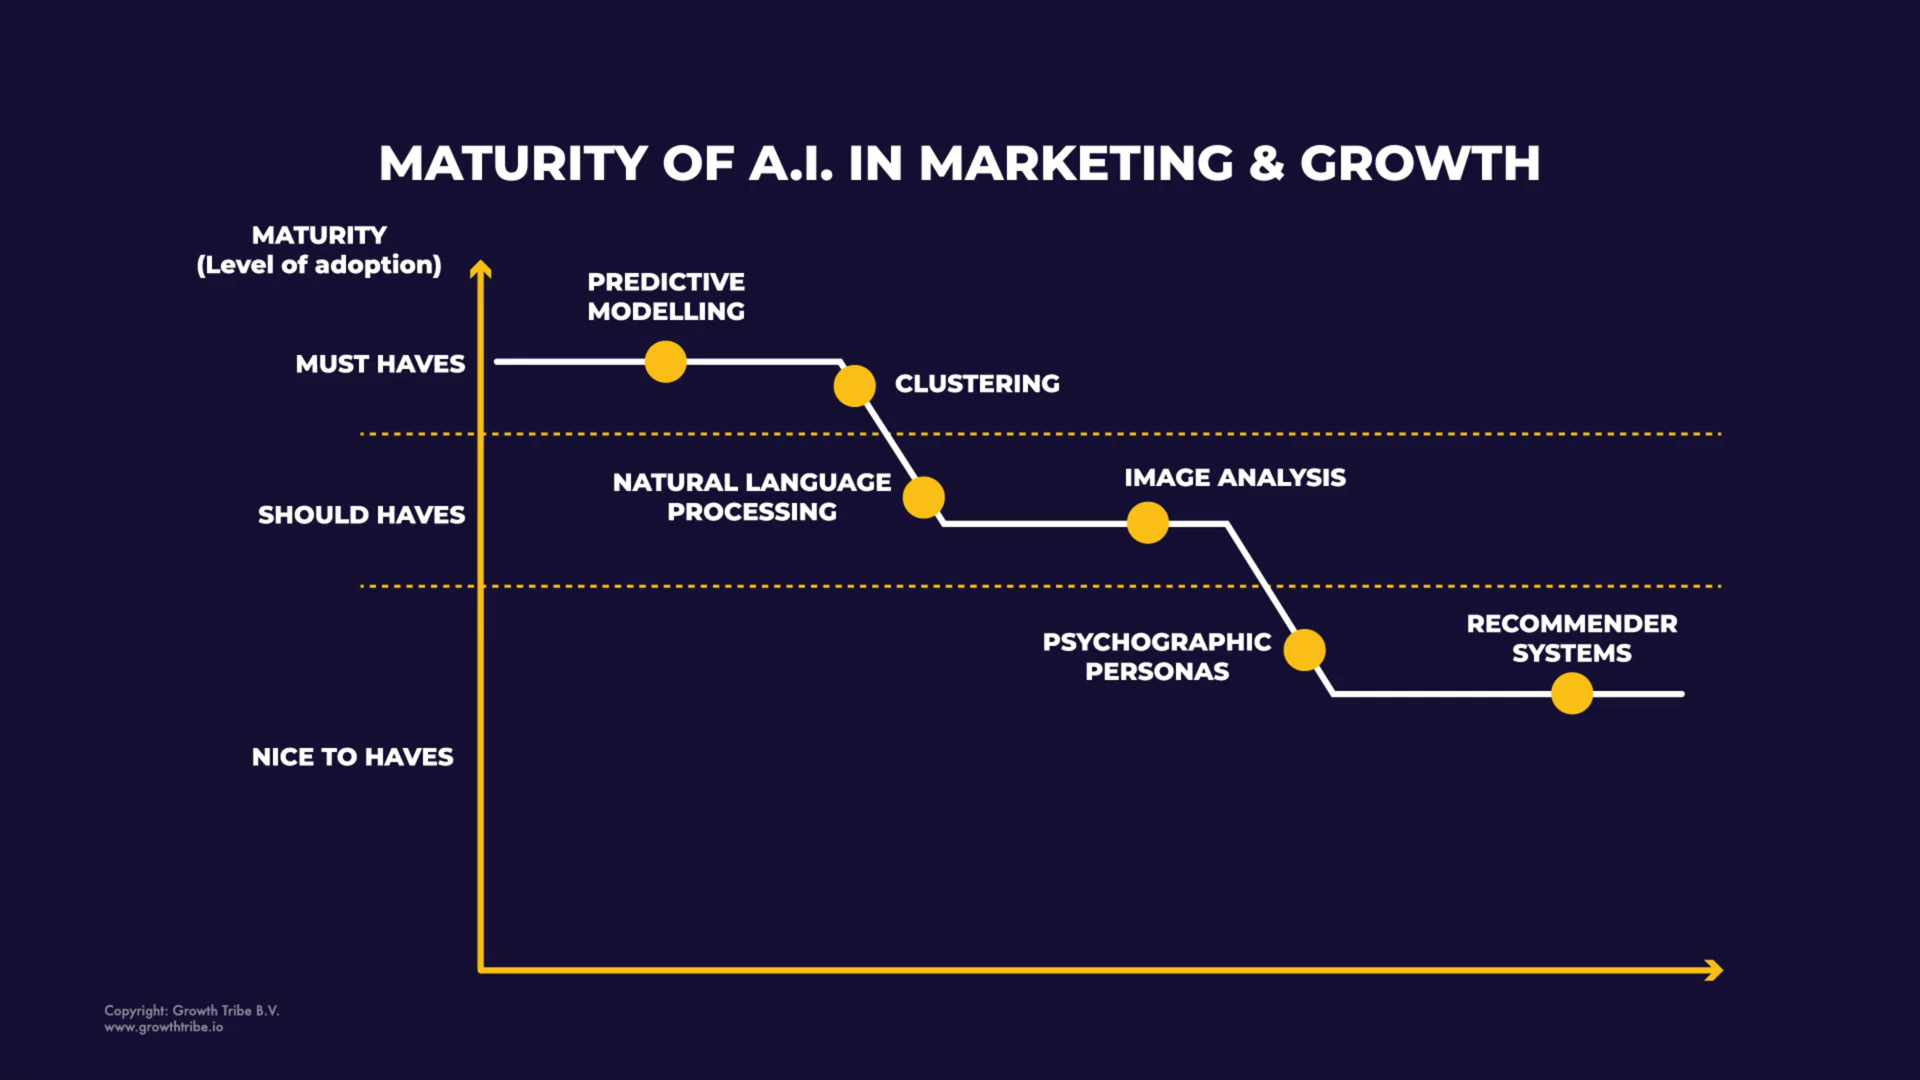 MATURITY OF A.I. IN MARKETING & GROWTH
MATURITY
(Level of adoption)
PREDICTIVE
MODELLING
MUST HAVES
CLUSTERING
NATURAL LANGUAGE
PROCESSING
IMAGE ANALYSIS
SHOULD HAVES
PSYCHOGRAPHIC
PERSONAS
RECOMMENDER
SYSTEMS
NICE TO HAVES
Copyright: Growth Tribe B.V.
www.growthtribe.io